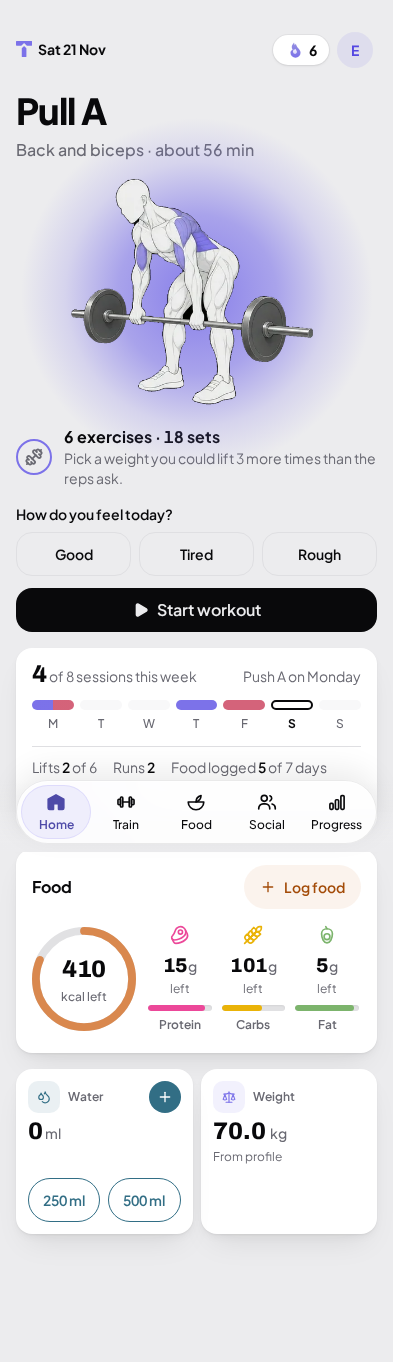 Sat 21 Nov
6
E
Pull A
Back and biceps · about 56 min
6 exercises · 18 sets
Pick a weight you could lift 3 more times than the
reps ask.
How do you feel today?
Good Tired Rough
Start workout
4 of 8 sessions this week Push A on Monday
M T W T F S S
Lifts 2 of 6 Runs 2 Food logged 5 of 7 days
Home Train Food Social Progress
Food
Log food
410
kcal left
15g 101g 5g
left left left
Protein Carbs Fat
Water
0 ml
250 ml 500 ml
Weight
70.0 kg
From profile